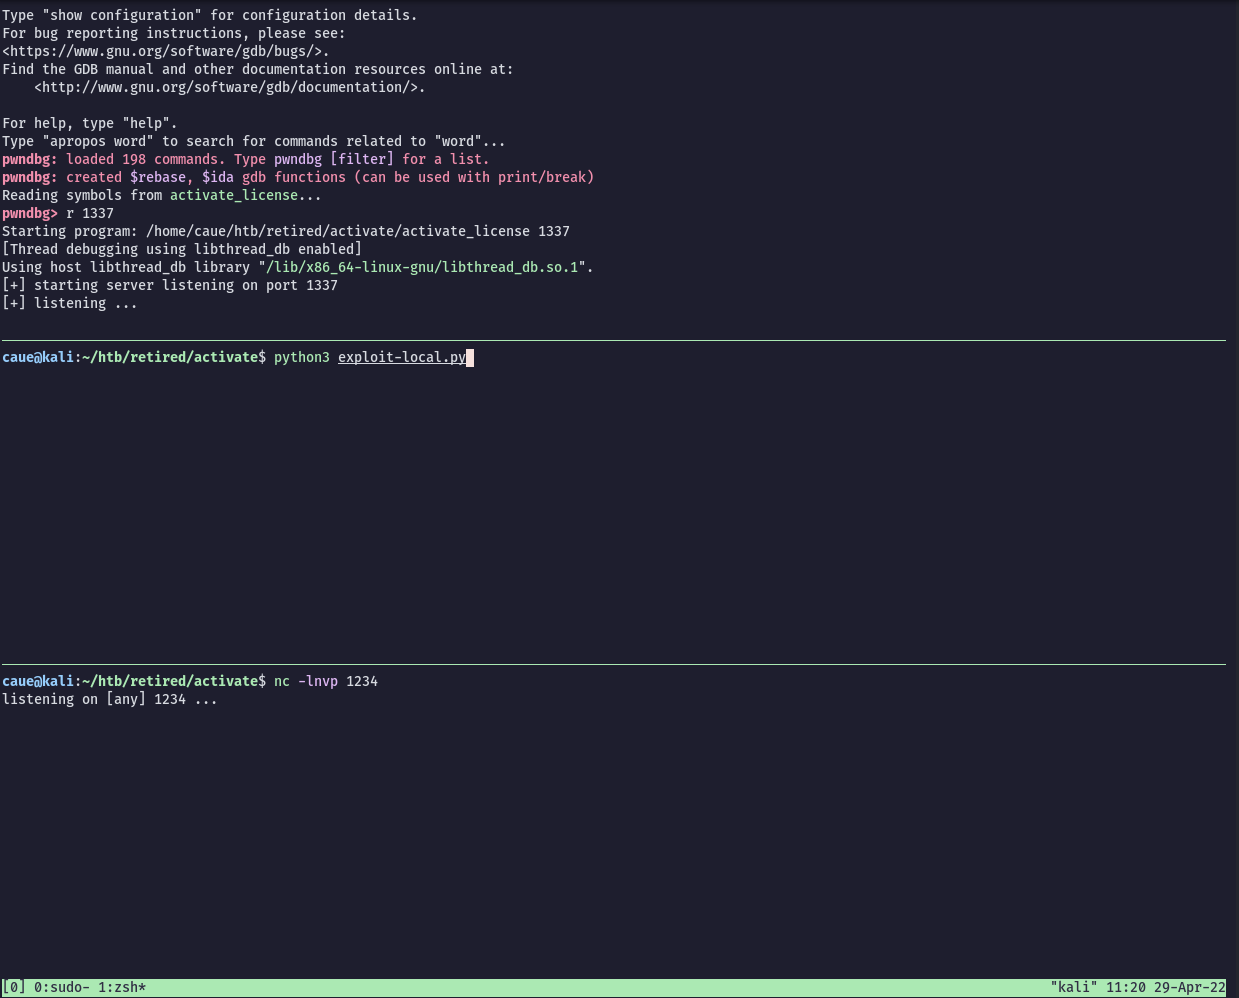 Type "show configuration" for configuration details.
For bug reporting instructions, please see:
<https://www.gnu.org/software/gdb/bugs/>.
Find the GDB manual and other documentation resources online at:
    <http://www.gnu.org/software/gdb/documentation/>.

For help, type "help".
Type "apropos word" to search for commands related to "word"...
pwndbg: loaded 198 commands. Type pwndbg [filter] for a list.
pwndbg: created $rebase, $ida gdb functions (can be used with print/break)
Reading symbols from activate_license...
pwndbg> r 1337
Starting program: /home/caue/htb/retired/activate/activate_license 1337
[Thread debugging using libthread_db enabled]
Using host libthread_db library "/lib/x86_64-linux-gnu/libthread_db.so.1".
[+] starting server listening on port 1337
[+] listening ...
caue@kali:~/htb/retired/activate$ python3 exploit-local.py
caue@kali:~/htb/retired/activate$ nc -lnvp 1234
listening on [any] 1234 ...
[0] 0:sudo- 1:zsh* "kali" 11:20 29-Apr-22